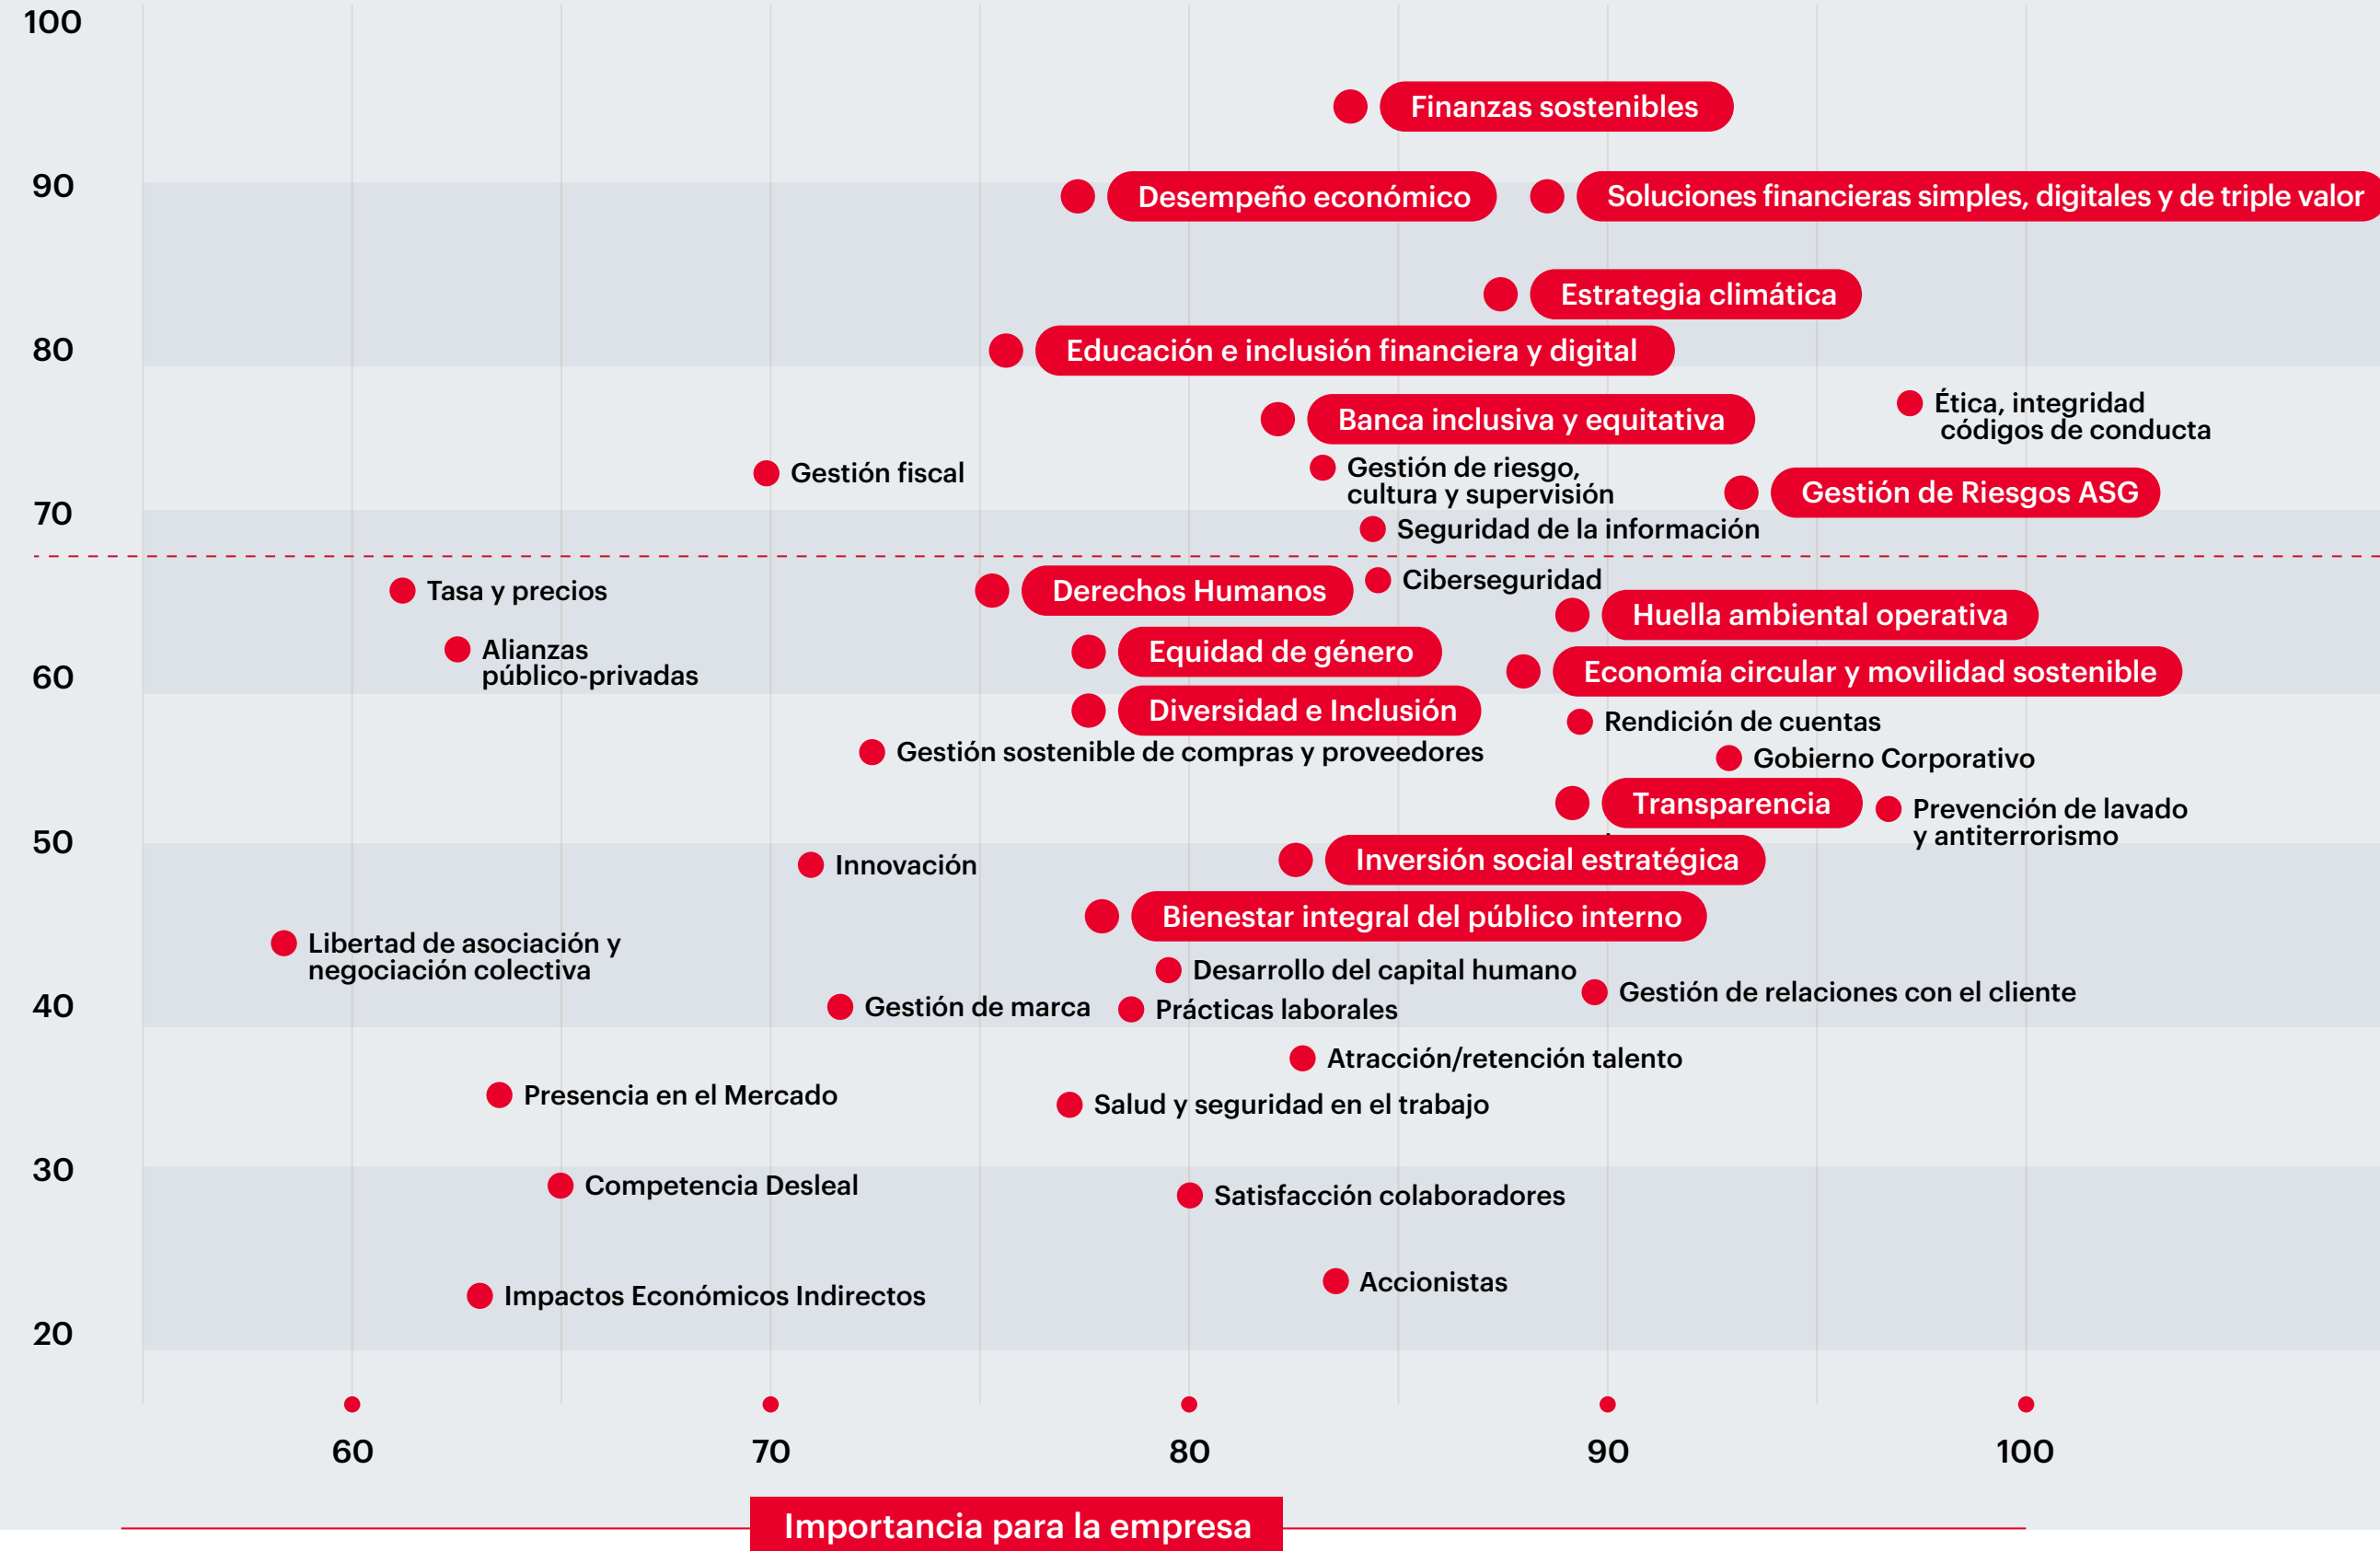 100
Finanzas sostenibles
90
Desempeño económico
Soluciones financieras simples, digitales y de triple valor
Estrategia climática
80
Educación e inclusión financiera y digital
Ética, integridad
códigos de conducta
Banca inclusiva y equitativa
Gestión fiscal
Gestión de riesgo,
cultura y supervisión
Gestión de Riesgos ASG
70
Seguridad de la información
Ciberseguridad
Tasa y precios
Derechos Humanos
Huella ambiental operativa
Alianzas
público-privadas
Equidad de género
60
Economía circular y movilidad sostenible
Diversidad e Inclusión
Rendición de cuentas
Gestión sostenible de compras y proveedores
Gobierno Corporativo
Transparencia
Prevención de lavado
y antiterrorismo
50
Inversión social estratégica
Innovación
Bienestar integral del público interno
Libertad de asociación y
negociación colectiva
Desarrollo del capital humano
Gestión de relaciones con el cliente
40
Gestión de marca
Prácticas laborales
Atracción/retención talento
Presencia en el Mercado
Salud y seguridad en el trabajo
30
Competencia Desleal
Satisfacción colaboradores
Accionistas
Impactos Económicos Indirectos
20
60
70
80
90
100
Importancia para la empresa